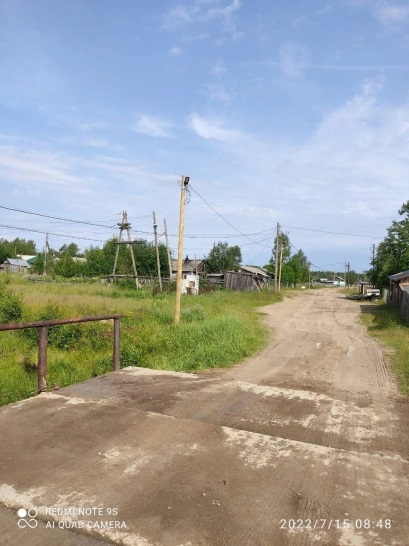 REDMI NOTE 9S
AI QUAD CAMERA
2022/7/15 08:48